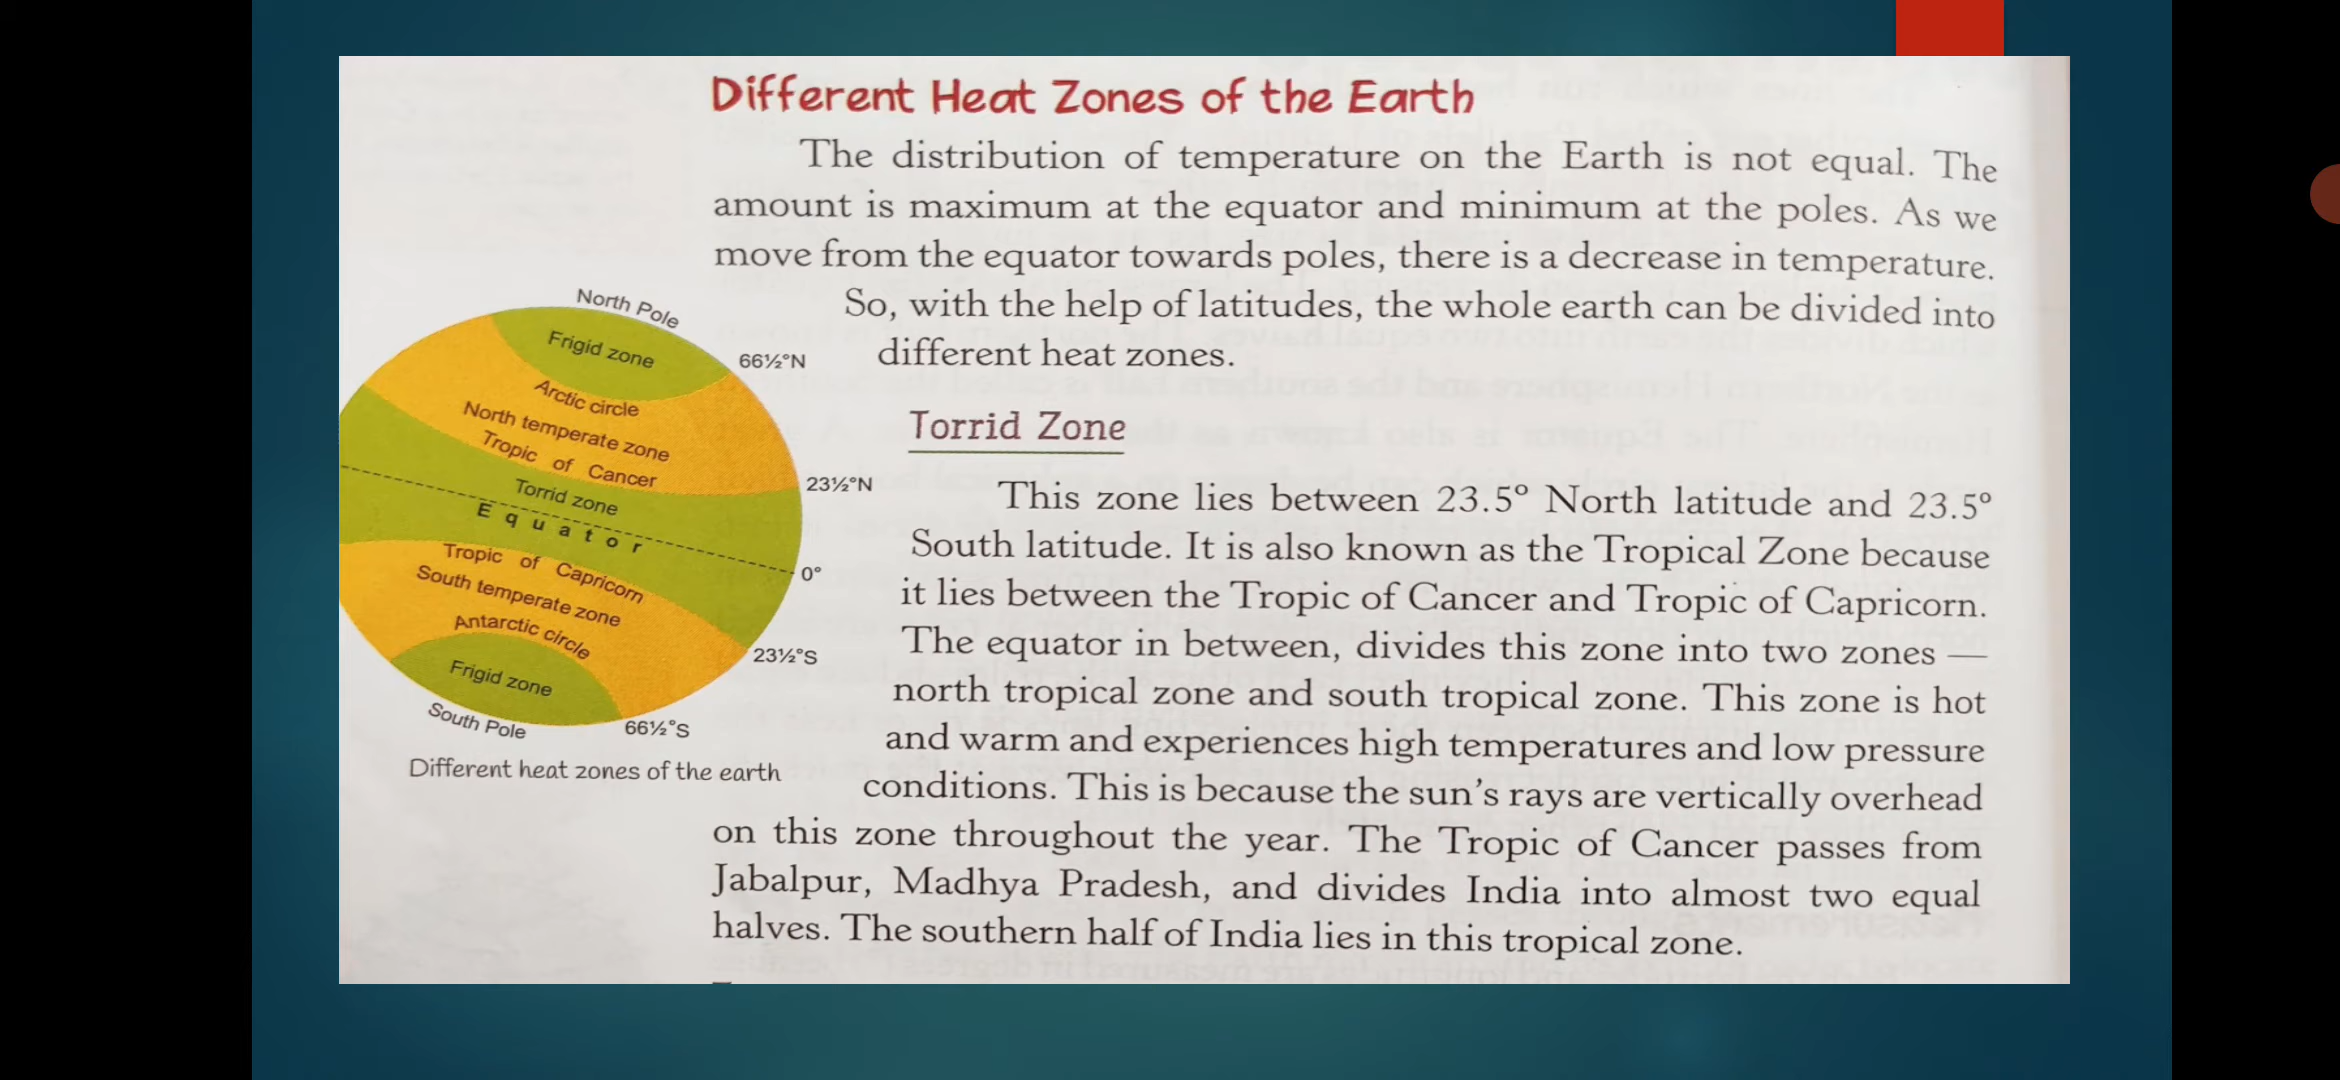 Different Heat Zones of the Earth
The distribution of temperature on the Earth is not equal. The
amount is maximum at the equator and minimum at the poles. As we
move from the equator towards poles, there is a decrease in temperature.
So, with the help of latitudes, the whole earth can be divided into
different heat zones.
North Pole
Frigid zone
66½°N
Arctic circle
North temperate zone
Tropic of Cancer
23½°N
Torrid zone
Equator
0°
Tropic of Capricorn
South temperate zone
23½°S
Antarctic circle
Frigid zone
South Pole
66½°S
Different heat zones of the earth
Torrid Zone
This zone lies between 23.5° North latitude and 23.5°
South latitude. It is also known as the Tropical Zone because
it lies between the Tropic of Cancer and Tropic of Capricorn.
The equator in between, divides this zone into two zones —
north tropical zone and south tropical zone. This zone is hot
and warm and experiences high temperatures and low pressure
conditions. This is because the sun's rays are vertically overhead
on this zone throughout the year. The Tropic of Cancer passes from
Jabalpur, Madhya Pradesh, and divides India into almost two equal
halves. The southern half of India lies in this tropical zone.